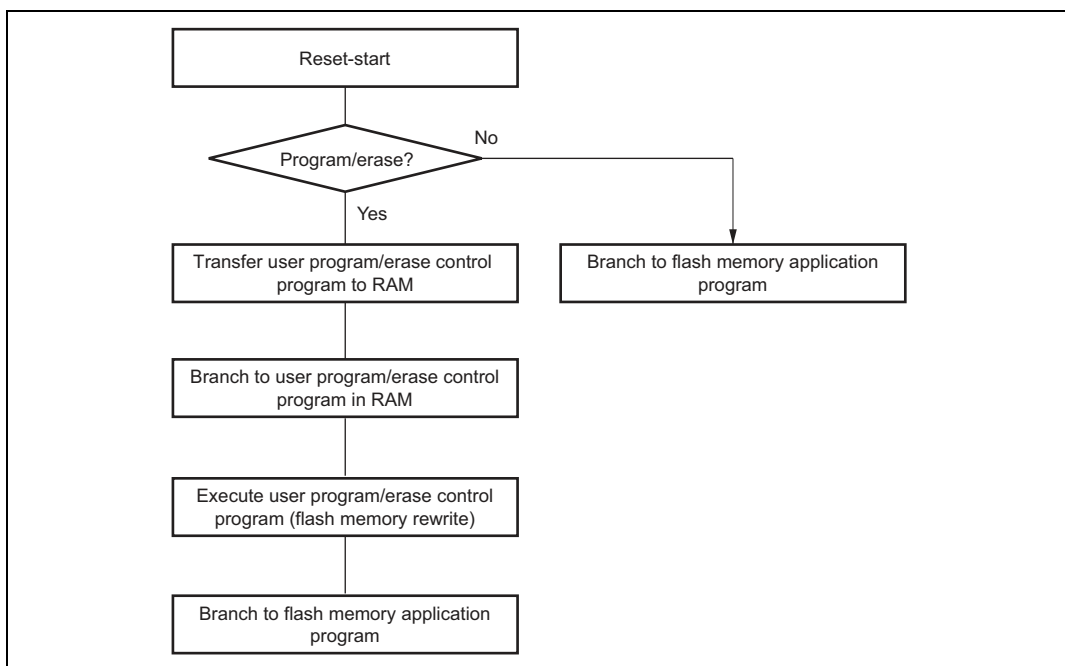 Reset-start
Program/erase?
No
Yes
Transfer user program/erase control
program to RAM
Branch to flash memory application
program
Branch to user program/erase control
program in RAM
Execute user program/erase control
program (flash memory rewrite)
Branch to flash memory application
program